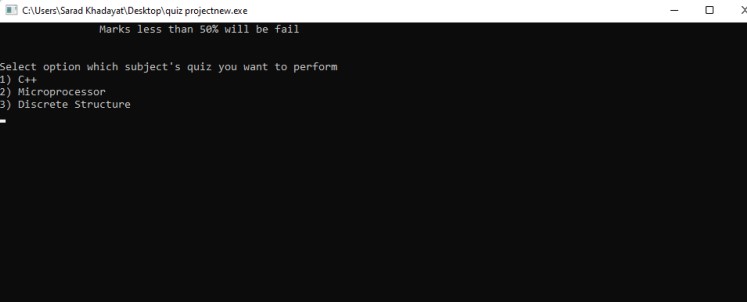 C:\Users\Sarad Khadayat\Desktop\quiz projectnew.exe
Marks less than 50% will be fail
Select option which subject's quiz you want to perform
1) C++
2) Microprocessor
3) Discrete Structure